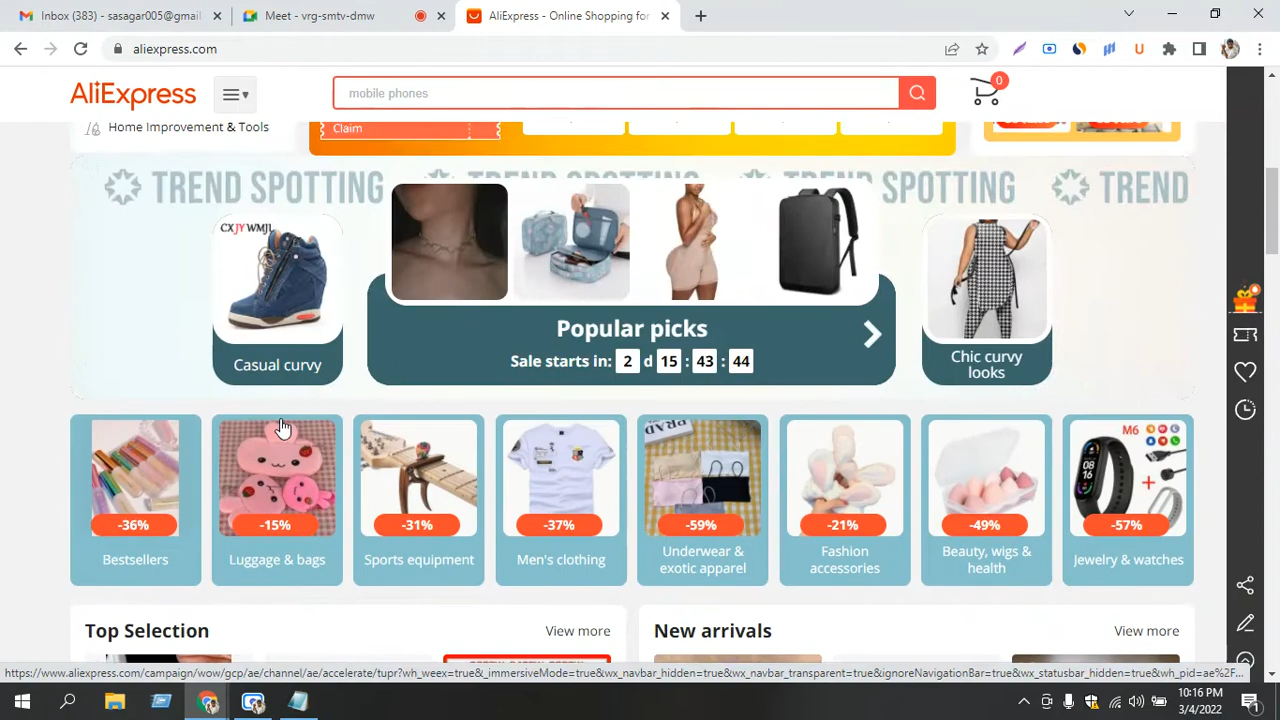 Inbox (383) - sasagar005@gmail
Meet - vrg-smtv-dmw
AliExpress - Online Shopping for
aliexpress.com
AliExpress
mobile phones
0
Home Improvement & Tools
Claim
TREND SPOTTING
SPOTTING
TREND
CXJYWMJL
Popular picks
Sale starts in: 2 d 15 : 43 : 44
Casual curvy
Chic curvy
looks
PRADA
M6
-36%
-15%
-31%
-37%
-59%
-21%
-49%
-57%
Bestsellers
Luggage & bags
Sports equipment
Men's clothing
Underwear &
exotic apparel
Fashion
accessories
Beauty, wigs &
health
Jewelry & watches
Top Selection
View more
New arrivals
View more
https://www.aliexpress.com/campaign/wow/gcp/ae/channel/ae/accelerate/tupr?wh_weex=true&_immersiveMode=true&wx_navbar_hidden=true&wx_navbar_transparent=true&ignoreNavigationBar=true&wx_statusbar_hidden=true&wh_pid=ae%2F...
10:16 PM
3/4/2022
1